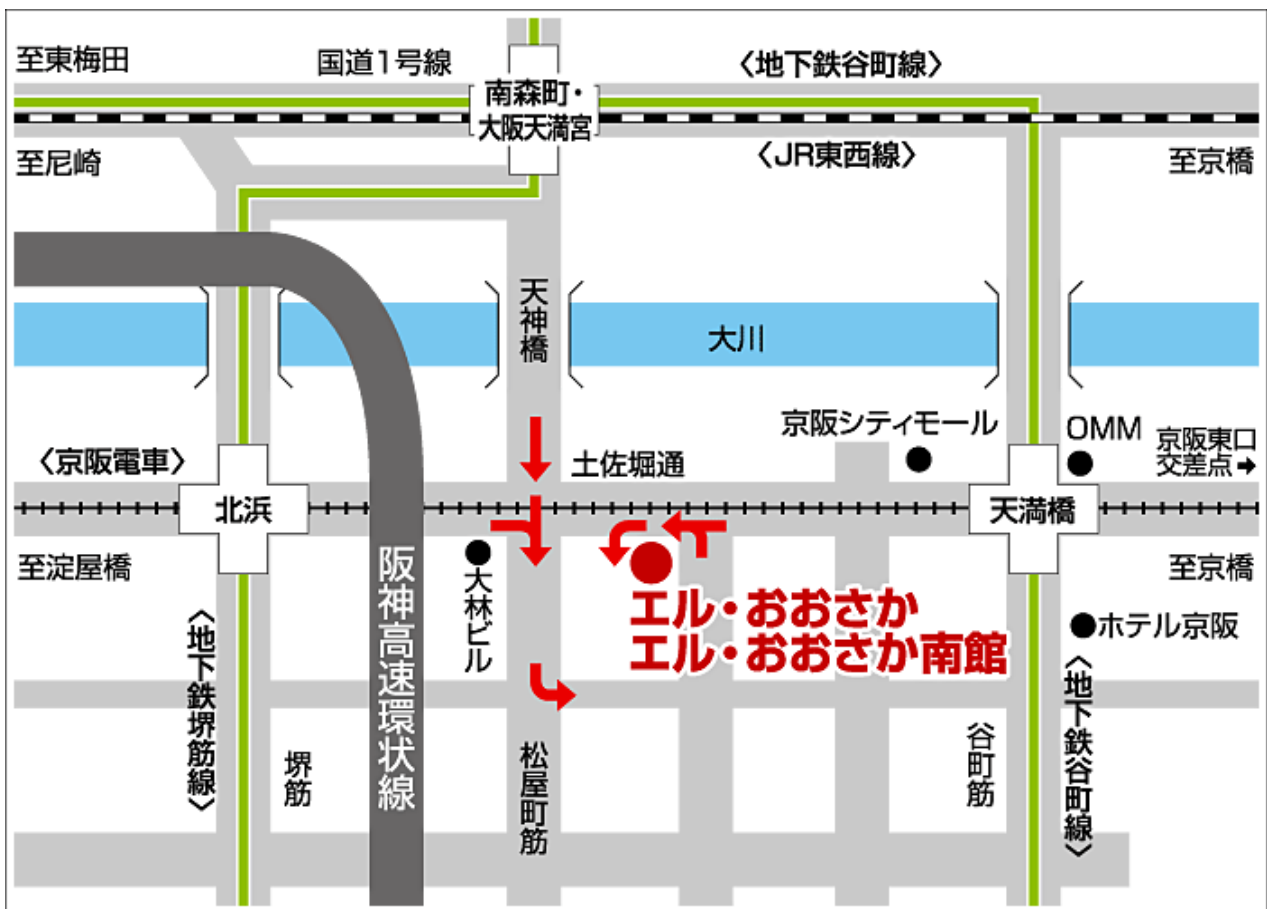 至東梅田
国道1号線
〈地下鉄谷町線〉
南森町・
大阪天満宮
至尼崎
〈JR東西線〉
至京橋
天神橋
大川
京阪シティモール
OMM
京阪東口
交差点➡
〈京阪電車〉
土佐堀通
北浜
天満橋
至淀屋橋
大林ビル
阪神高速環状線
至京橋
エル・おおさか
エル・おおさか南館
ホテル京阪
〈地下鉄堺筋線〉
堺筋
松屋町筋
谷町筋
〈地下鉄谷町線〉